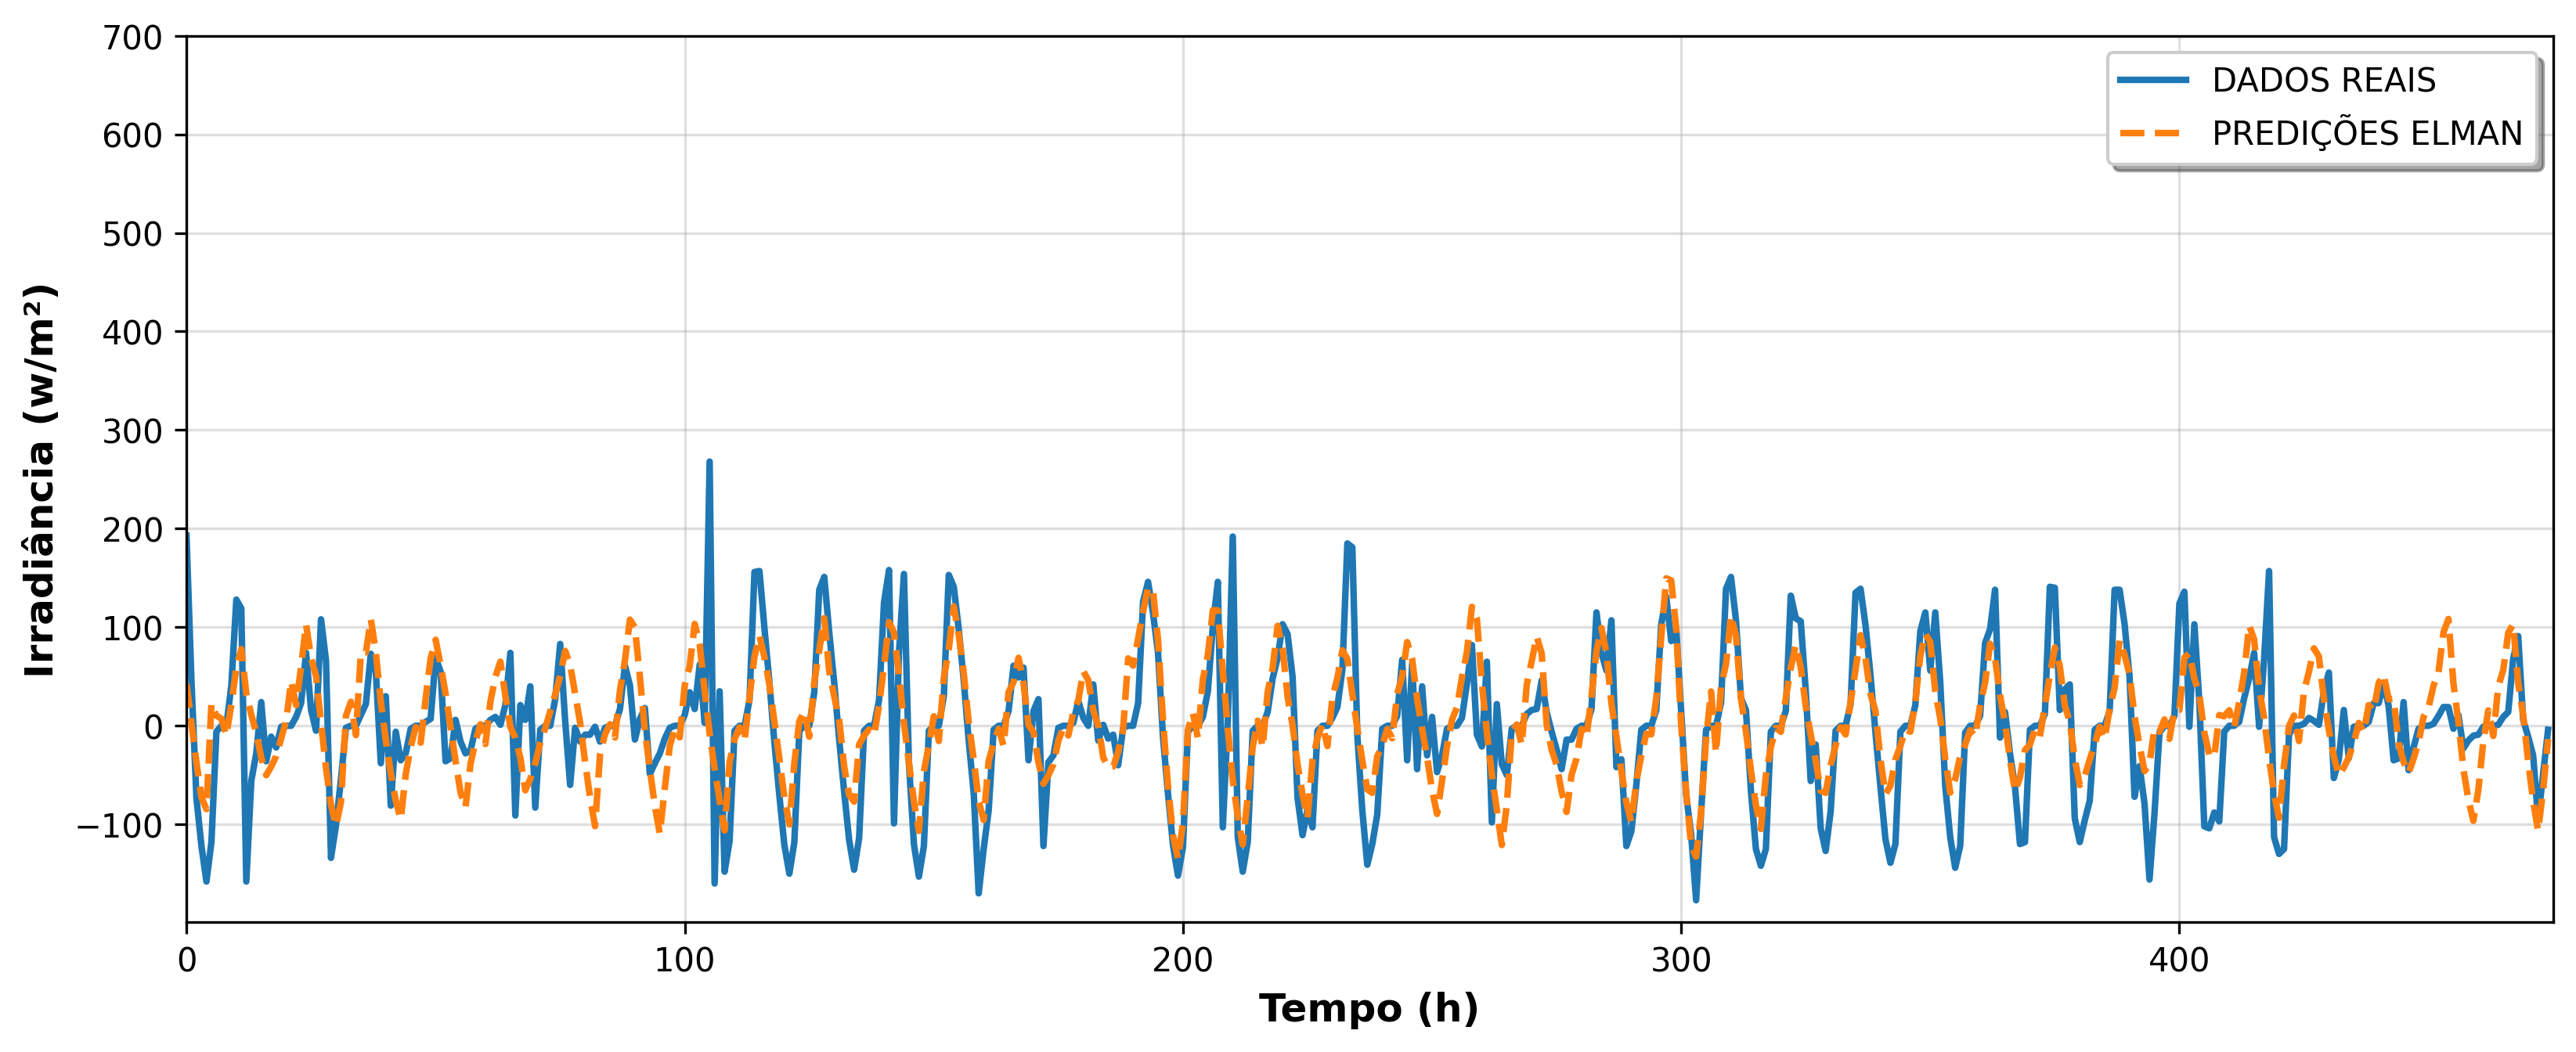 700
600
500
400
300
200
100
0
−100
Irradiância (w/m²)
DADOS REAIS
PREDIÇÕES ELMAN
0 100 200 300 400
Tempo (h)